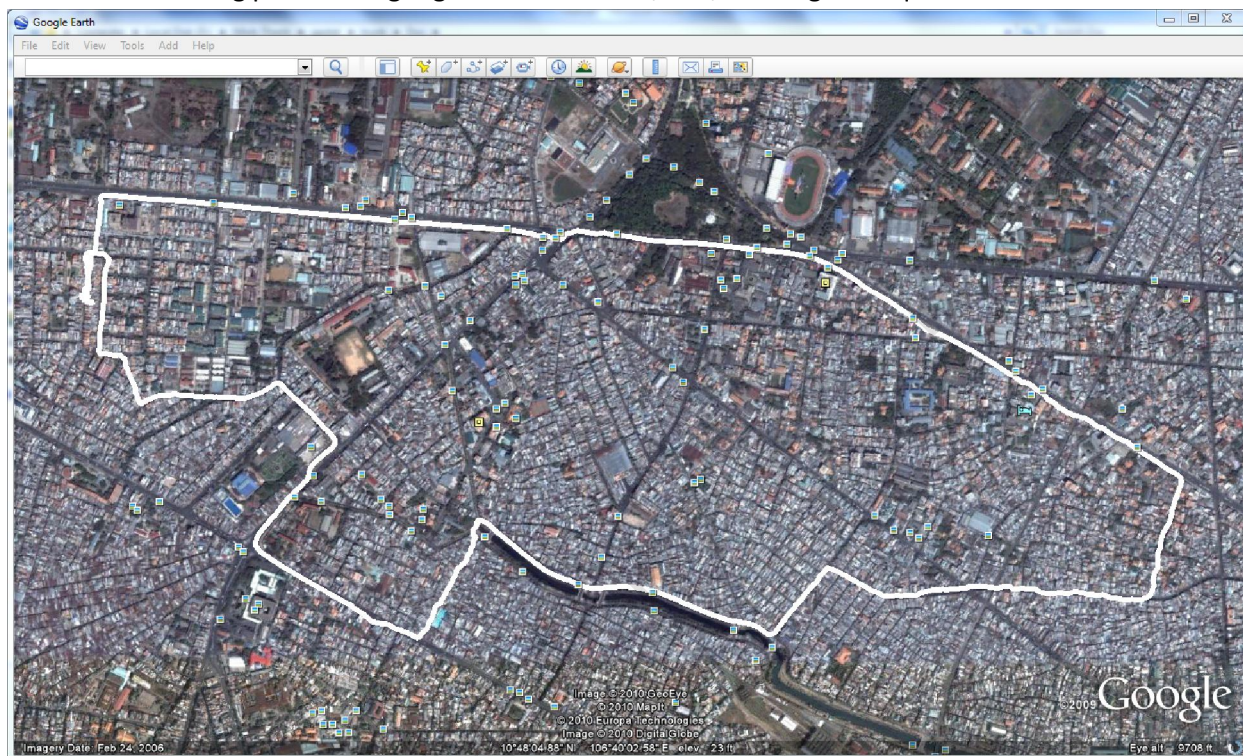 Google Earth
File Edit View Tools Add Help
Image © 2010 GeoEye
© 2010 MapIt
© 2010 Europa Technologies
Image © 2010 DigitalGlobe
©2009 Google
Imagery Date: Feb 24, 2006 10°48'04.88" N 106°40'02.58" E elev 23 ft Eye alt 9708 ft